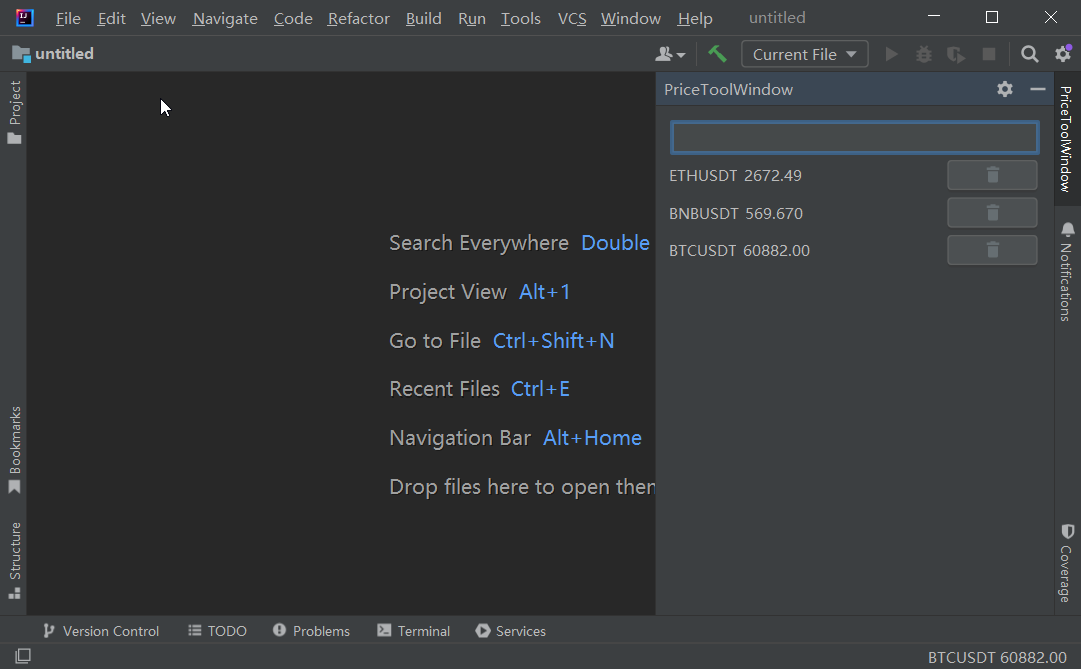 File Edit View Navigate Code Refactor Build Run Tools VCS Window Help untitled
untitled Current File
Project
PriceToolWindow
PriceToolWindow
ETHUSDT 2672.49
BNBUSDT 569.670
BTCUSDT 60882.00
Notifications
Search Everywhere Double
Project View Alt+1
Go to File Ctrl+Shift+N
Recent Files Ctrl+E
Navigation Bar Alt+Home
Drop files here to open then
Bookmarks
Structure
Coverage
Version Control TODO Problems Terminal Services
BTCUSDT 60882.00